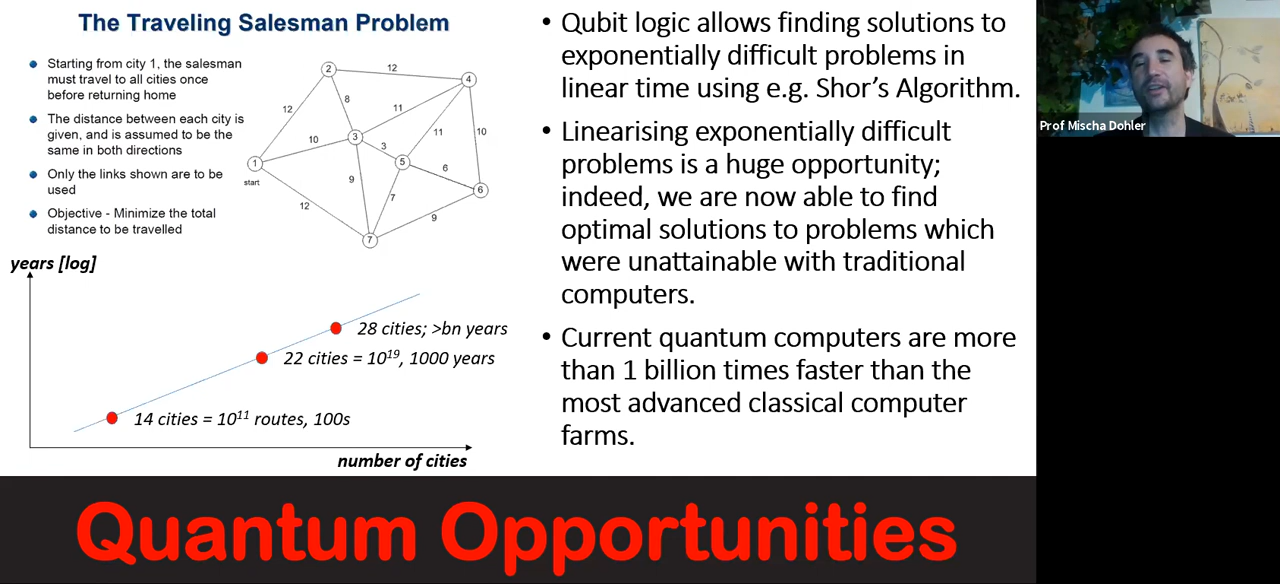 The Traveling Salesman Problem
Starting from city 1, the salesman
must travel to all cities once
before returning home
The distance between each city is
given, and is assumed to be the
same in both directions
Only the links shown are to be
used
Objective - Minimize the total
distance to be travelled
2
12
4
8
12
11
10
3
3
11
10
1
start
5
6
6
9
7
12
9
7
years [log]
28 cities; >bn years
22 cities = 10¹⁹, 1000 years
14 cities = 10¹¹ routes, 100s
number of cities
• Qubit logic allows finding solutions to
exponentially difficult problems in
linear time using e.g. Shor’s Algorithm.
• Linearising exponentially difficult
problems is a huge opportunity;
indeed, we are now able to find
optimal solutions to problems which
were unattainable with traditional
computers.
• Current quantum computers are more
than 1 billion times faster than the
most advanced classical computer
farms.
Prof Mischa Dohler
Quantum Opportunities